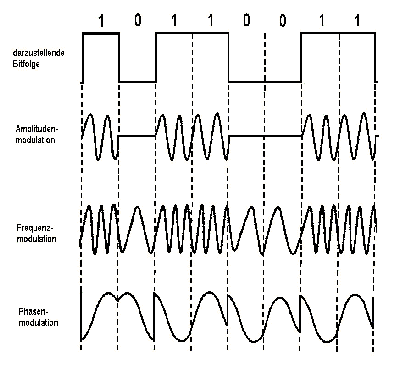 1 0 1 1 0 0 1 1
darzustellende
Bitfolge
Amplituden-
modulation
Frequenz-
modulation
Phasen-
modulation